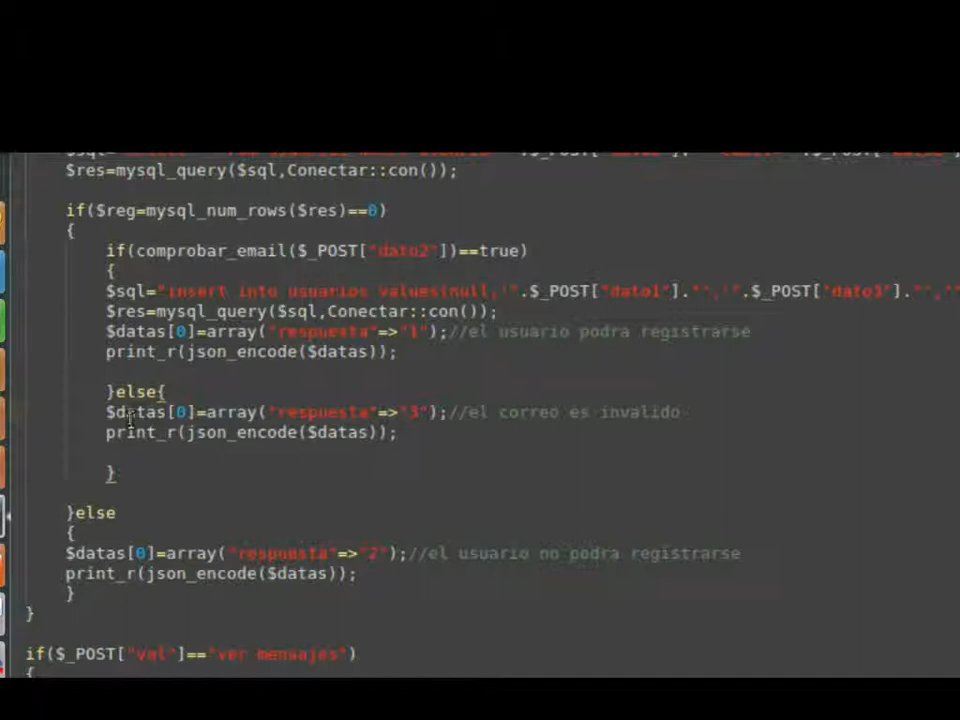 $res=mysql_query($sql,Conectar::con());
if($reg=mysql_num_rows($res)==0)
{
if(comprobar_email($_POST["dato2"])==true)
{
$sql="insert into usuarios values(null,'".$_POST["dato1"]."','".$_POST["dato3"]."','"
$res=mysql_query($sql,Conectar::con());
$datas[0]=array("respuesta"=>"1");//el usuario podra registrarse
print_r(json_encode($datas));
}else{
$datas[0]=array("respuesta"=>"3");//el correo es invalido
print_r(json_encode($datas));
}
}else
{
$datas[0]=array("respuesta"=>"2");//el usuario no podra registrarse
print_r(json_encode($datas));
}
}
if($_POST["val"]=="ver mensajes")
{